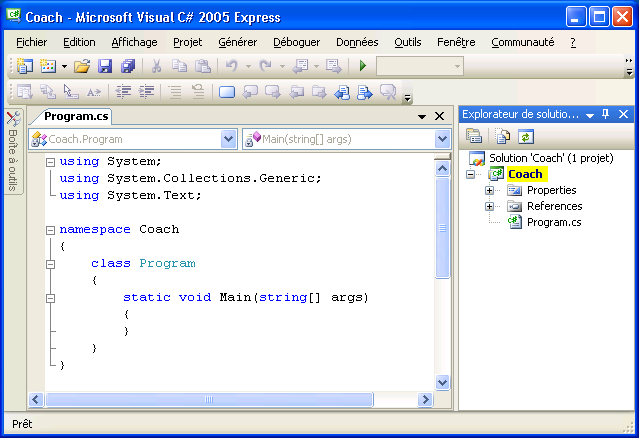 Coach - Microsoft Visual C# 2005 Express
Fichier Edition Affichage Projet Générer Déboguer Données Outils Fenêtre Communauté ?
Boîte à outils
Program.cs
Coach.Program
Main(string[] args)
using System;
using System.Collections.Generic;
using System.Text;
namespace Coach
{
class Program
{
static void Main(string[] args)
{
}
}
}
Explorateur de soluti...
Solution 'Coach' (1 projet)
Coach
Properties
References
Program.cs
Prêt